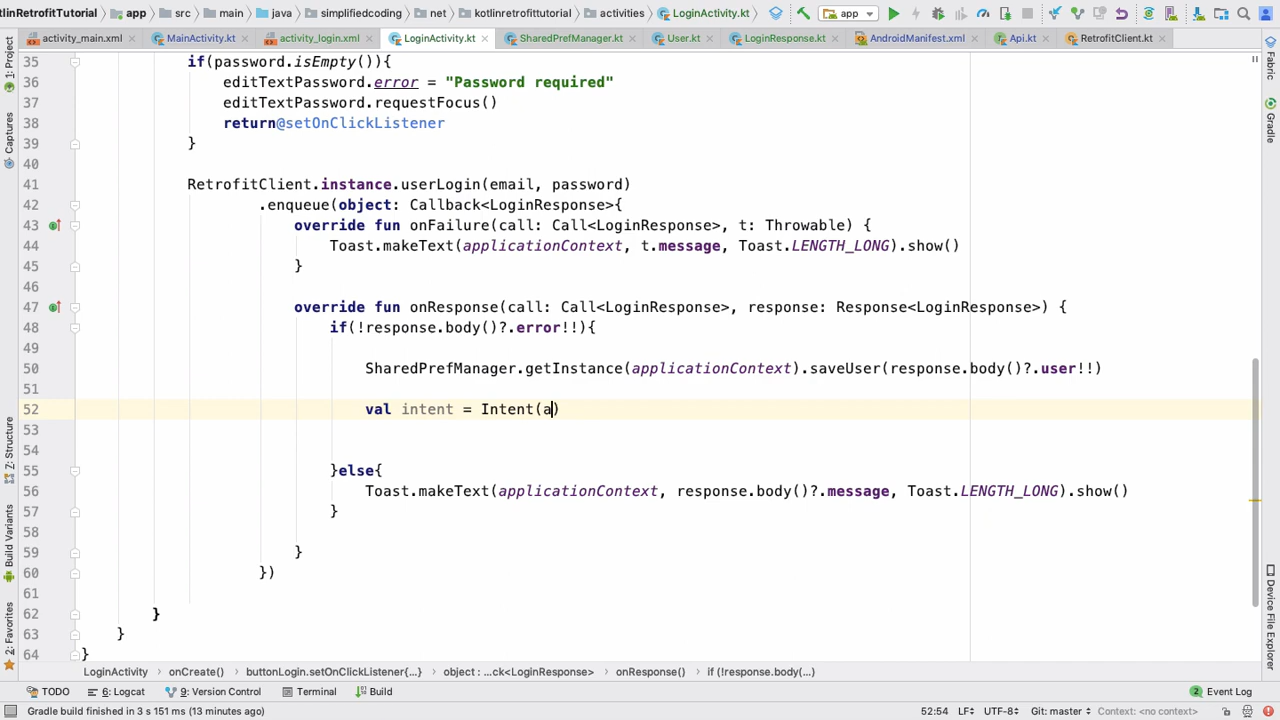 tlinRetrofitTutorial app src main java simplifiedcoding net kotlinretrofittutorial activities LoginActivity.kt app
activity_main.xml MainActivity.kt activity_login.xml LoginActivity.kt SharedPrefManager.kt User.kt LoginResponse.kt AndroidManifest.xml Api.kt RetrofitClient.kt
1: Project
Captures
7: Structure
Build Variants
2: Favorites
Fabric
Gradle
Device File Explorer
35 if(password.isEmpty()){
36 editTextPassword.error = "Password required"
37 editTextPassword.requestFocus()
38 return@setOnClickListener
39 }
40
41 RetrofitClient.instance.userLogin(email, password)
42 .enqueue(object: Callback<LoginResponse>{
43 override fun onFailure(call: Call<LoginResponse>, t: Throwable) {
44 Toast.makeText(applicationContext, t.message, Toast.LENGTH_LONG).show()
45 }
46
47 override fun onResponse(call: Call<LoginResponse>, response: Response<LoginResponse>) {
48 if(!response.body()?.error!!){
49
50 SharedPrefManager.getInstance(applicationContext).saveUser(response.body()?.user!!)
51
52 val intent = Intent(a)
53
54
55 }else{
56 Toast.makeText(applicationContext, response.body()?.message, Toast.LENGTH_LONG).show()
57 }
58
59 }
60 })
61
62 }
63 }
64 }
LoginActivity onCreate() buttonLogin.setOnClickListener{...} object : ...ck<LoginResponse> onResponse() if (!response.body(...)
TODO 6: Logcat 9: Version Control Terminal Build 2 Event Log
Gradle build finished in 3 s 151 ms (13 minutes ago) 52:54 LF UTF-8 Git: master Context: <no context>